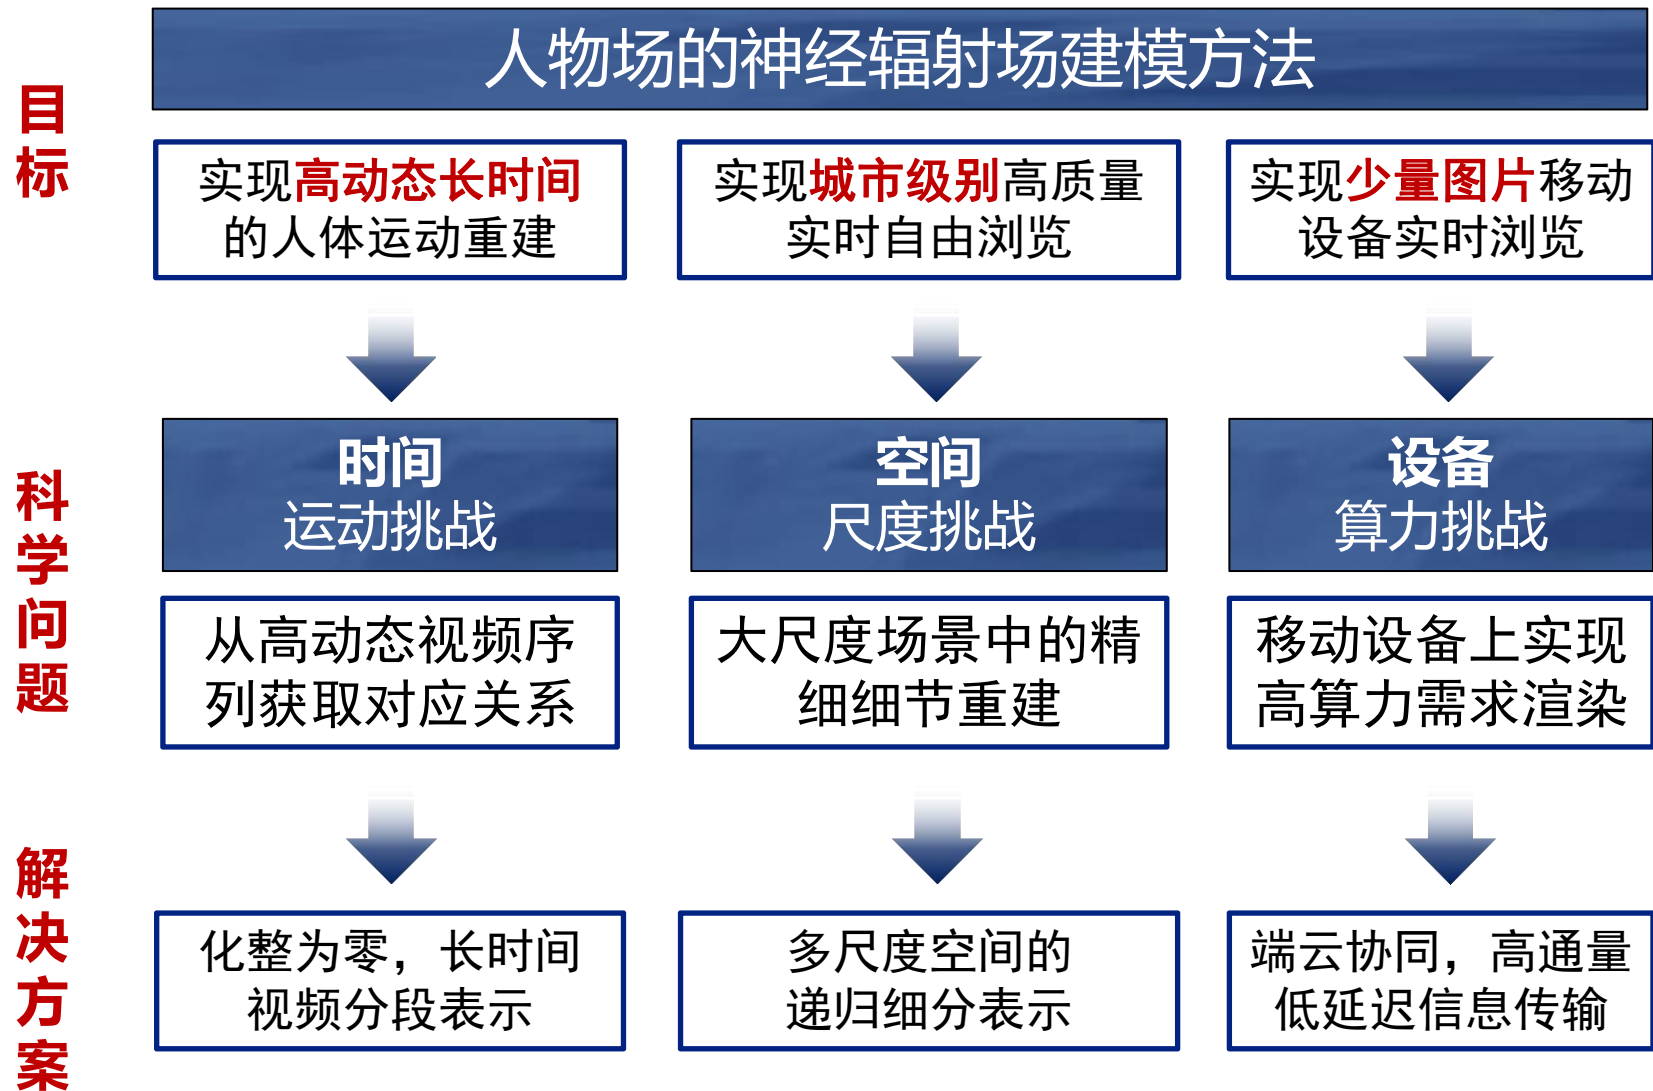 人物场的神经辐射场建模方法
目标
实现高动态长时间
的人体运动重建
实现城市级别高质量
实时自由浏览
实现少量图片移动
设备实时浏览
科学问题
时间
运动挑战
空间
尺度挑战
设备
算力挑战
从高动态视频序
列获取对应关系
大尺度场景中的精
细细节重建
移动设备上实现
高算力需求渲染
解决方案
化整为零，长时间
视频分段表示
多尺度空间的
递归细分表示
端云协同，高通量
低延迟信息传输